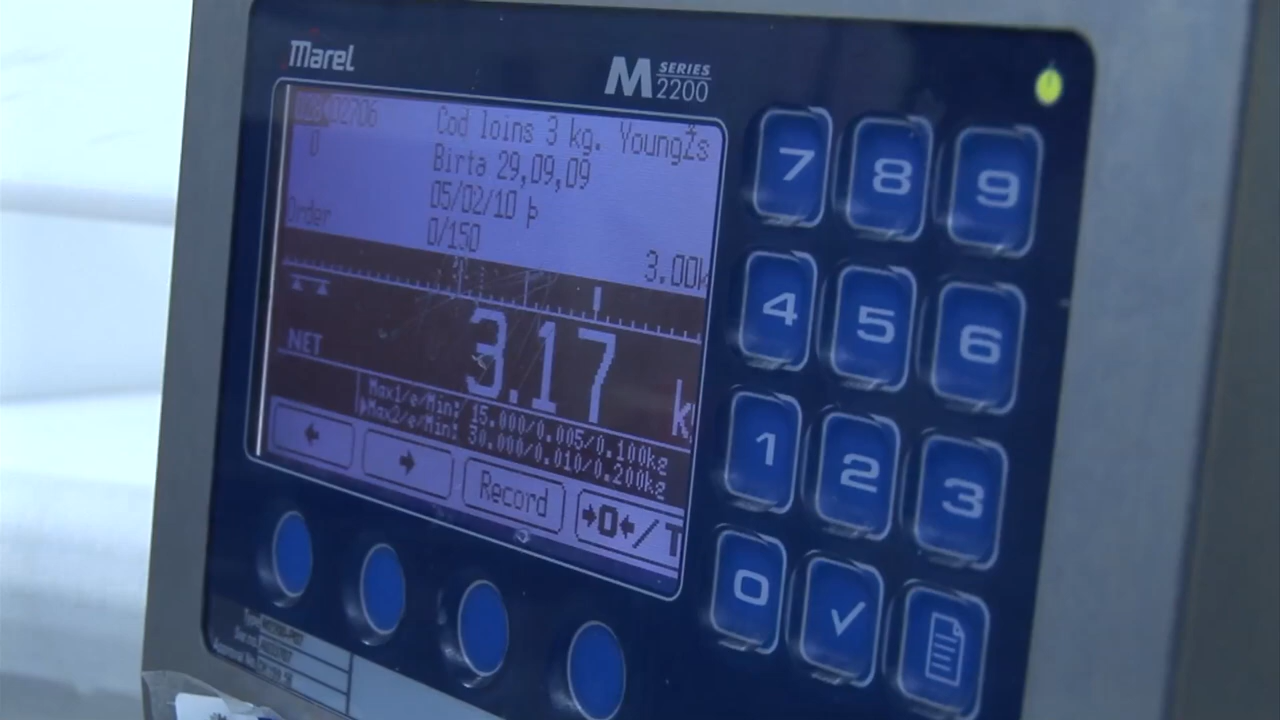 Marel
M SERIES 2200
Cod loins 3 kg. YoungŽs
0
Birta 29,09,09
05/02/10 þ
Order
0/150
3.00k
NET
3.17 k
Max1/e/Min: 15.000/0.005/0.100kg
Max2/e/Min: 30.000/0.010/0.200kg
← → Record →0←/T
7 8 9
4 5 6
1 2 3
0 ✓